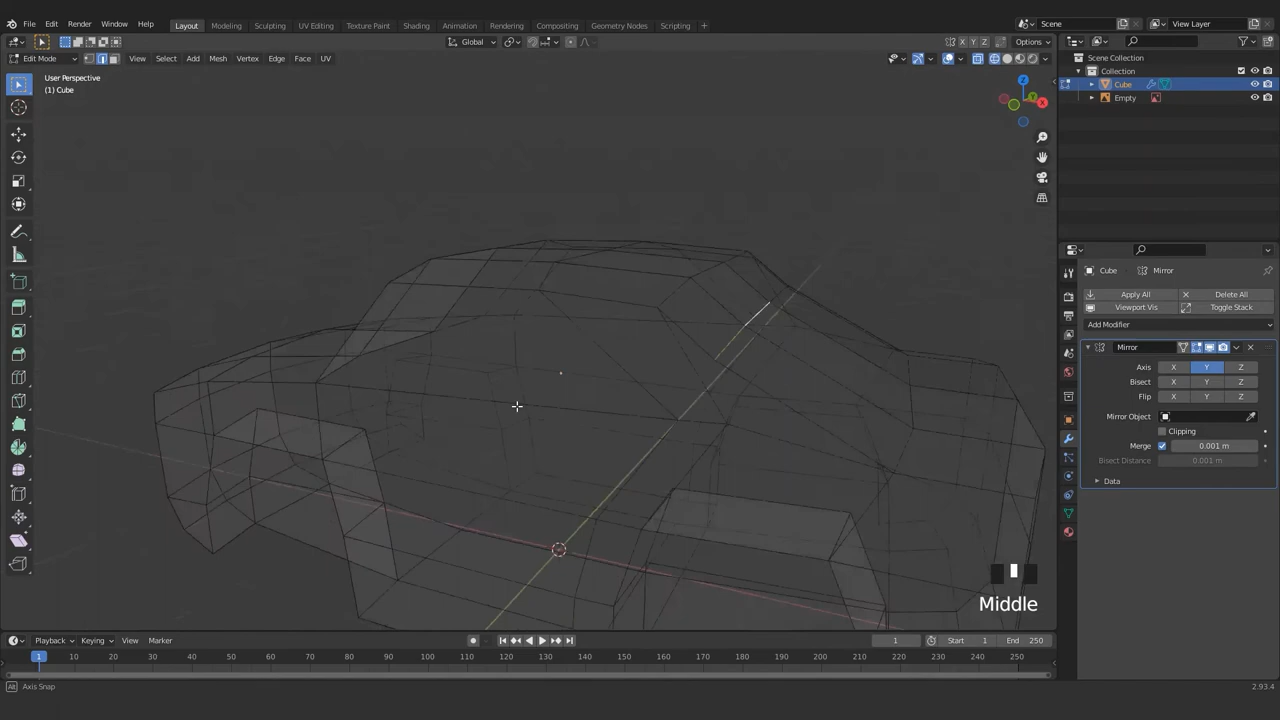 File Edit Render Window Help Layout Modeling Sculpting UV Editing Texture Paint Shading Animation Rendering Compositing Geometry Nodes Scripting + Scene View Layer
Global X Y Z Options
Edit Mode View Select Add Mesh Vertex Edge Face UV
User Perspective
(1) Cube
Z
Y
X
Scene Collection
Collection
Cube
Empty
Cube Mirror
Apply All Delete All
Viewport Vis Toggle Stack
Add Modifier
Mirror
Axis X Y Z
Bisect X Y Z
Flip X Y Z
Mirror Object
Clipping
Merge 0.001 m
Bisect Distance 0.001 m
Data
Middle
Playback Keying View Marker 1 Start 1 End 250
1 10 20 30 40 50 60 70 80 90 100 110 120 130 140 150 160 170 180 190 200 210 220 230 240 250
Alt Axis Snap 2.93.4